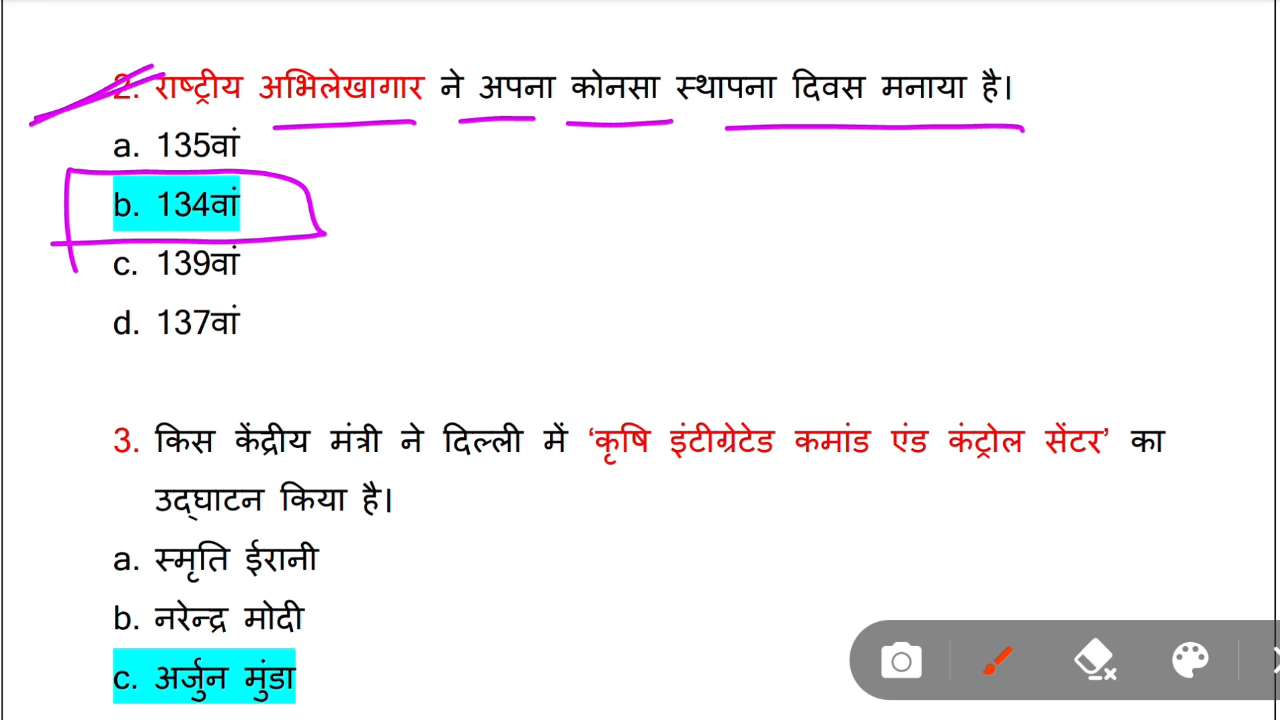 2. राष्ट्रीय अभिलेखागार ने अपना कोनसा स्थापना दिवस मनाया है।
a. 135वां
b. 134वां
c. 139वां
d. 137वां
3. किस केंद्रीय मंत्री ने दिल्ली में ‘कृषि इंटीग्रेटेड कमांड एंड कंट्रोल सेंटर’ का
उद्घाटन किया है।
a. स्मृति ईरानी
b. नरेन्द्र मोदी
c. अर्जुन मुंडा